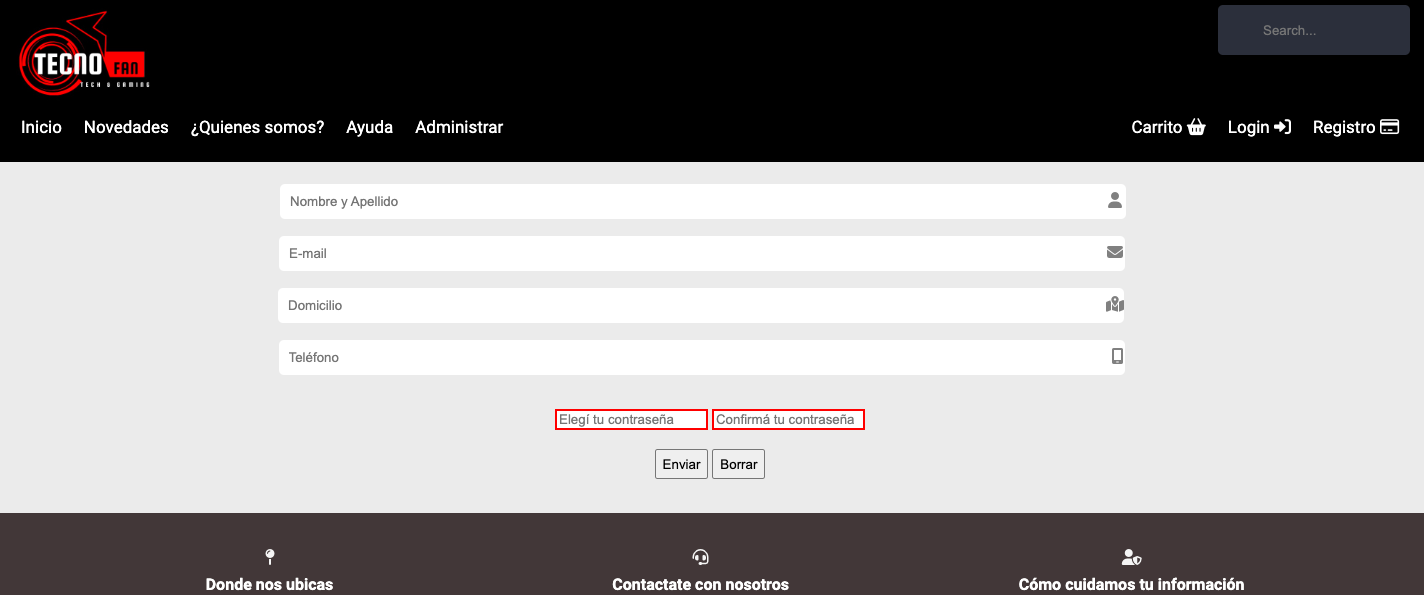 TECNO FAN
TECH & GAMING
Search...
Inicio Novedades ¿Quienes somos? Ayuda Administrar Carrito Login Registro
Nombre y Apellido
E-mail
Domicilio
Teléfono
Elegí tu contraseña Confirmá tu contraseña
Enviar Borrar
Donde nos ubicas Contactate con nosotros Cómo cuidamos tu información